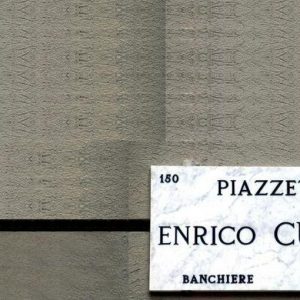 150
PIAZZET
ENRICO CU
BANCHIERE